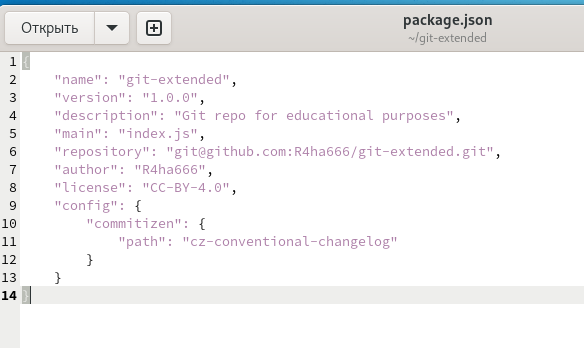 Открыть
package.json
~/git-extended
1 {
2     "name": "git-extended",
3     "version": "1.0.0",
4     "description": "Git repo for educational purposes",
5     "main": "index.js",
6     "repository": "git@github.com:R4ha666/git-extended.git",
7     "author": "R4ha666",
8     "license": "CC-BY-4.0",
9     "config": {
10         "commitizen": {
11             "path": "cz-conventional-changelog"
12         }
13     }
14 }